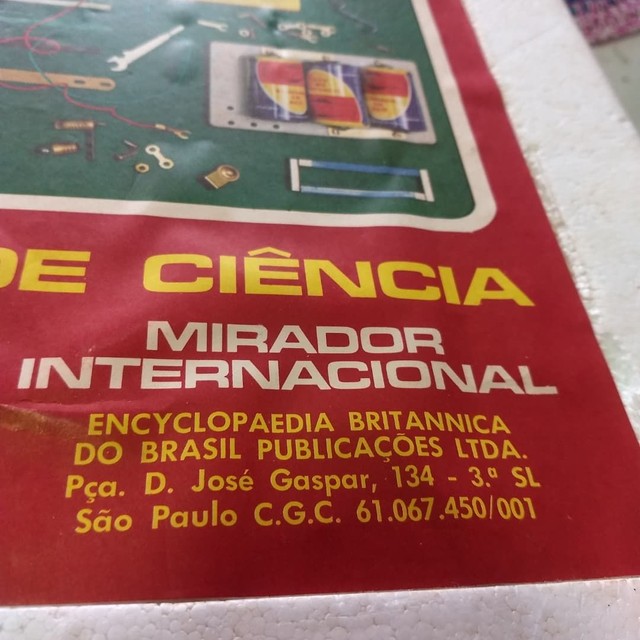 DE CIÊNCIA
MIRADOR
INTERNACIONAL
ENCYCLOPAEDIA BRITANNICA
DO BRASIL PUBLICAÇÕES LTDA.
Pça. D. José Gaspar, 134 - 3.ª SL
São Paulo C.G.C. 61.067.450/001